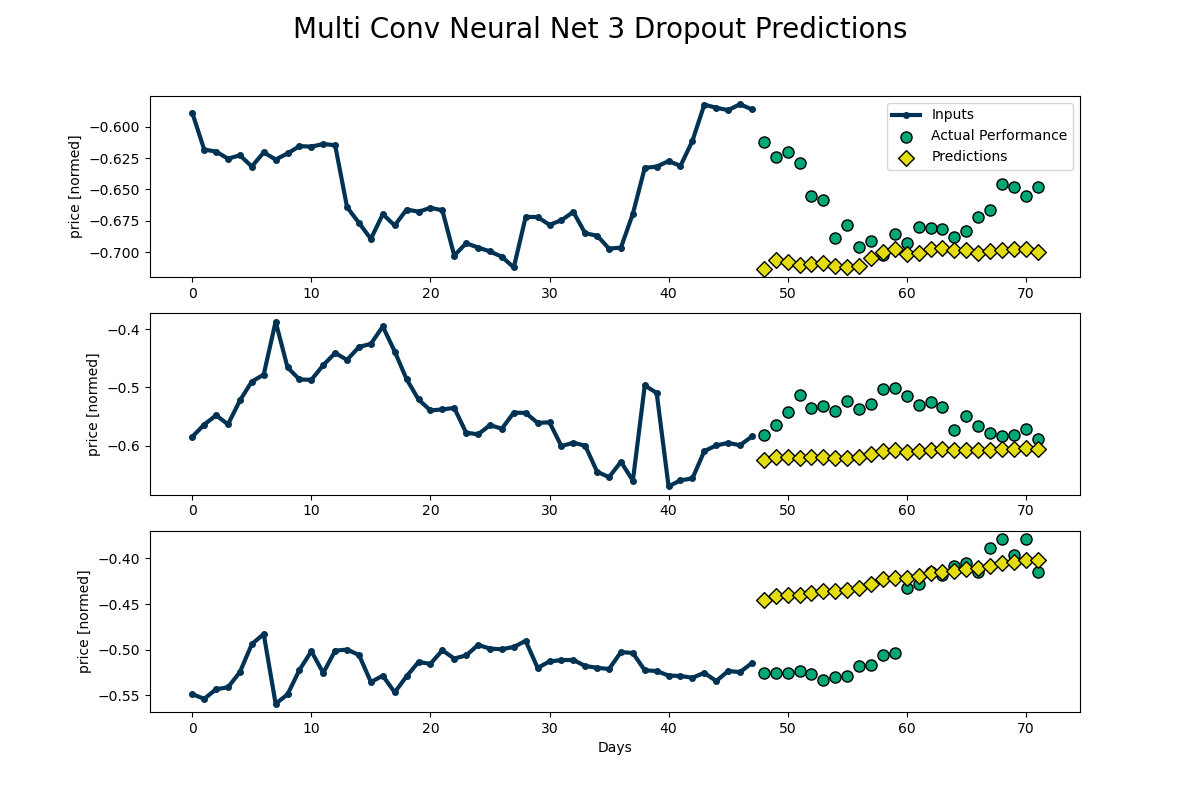 Multi Conv Neural Net 3 Dropout Predictions
price [normed]
−0.600
−0.625
−0.650
−0.675
−0.700
Inputs
Actual Performance
Predictions
0 10 20 30 40 50 60 70
price [normed]
−0.4
−0.5
−0.6
0 10 20 30 40 50 60 70
price [normed]
−0.40
−0.45
−0.50
−0.55
0 10 20 30 40 50 60 70
Days